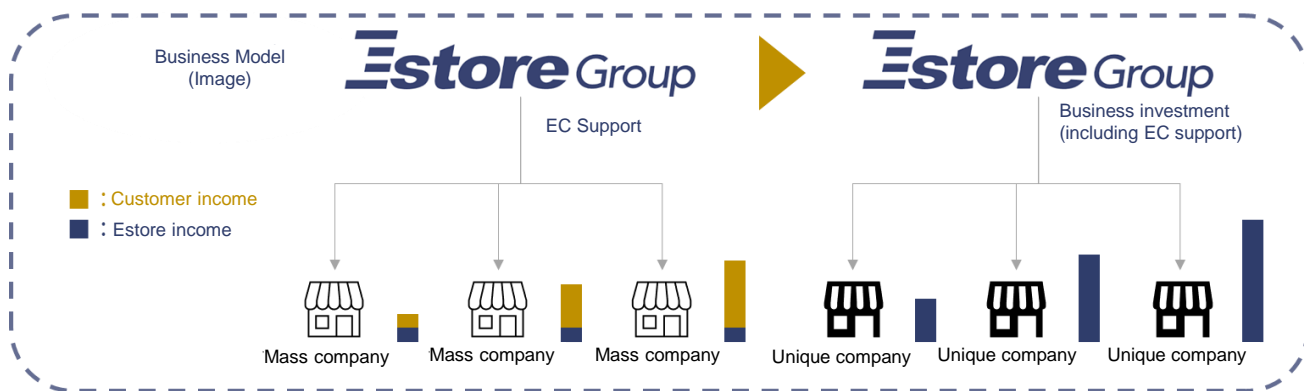 Business Model
(Image)
Estore Group
Estore Group
EC Support
Business investment
(including EC support)
: Customer income
: Estore income
Mass company
Mass company
Mass company
Unique company
Unique company
Unique company